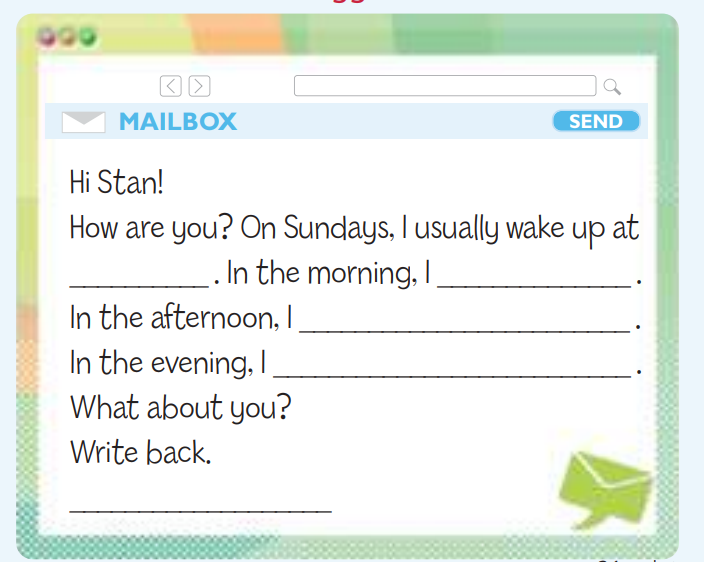 MAILBOX SEND
Hi Stan!
How are you? On Sundays, I usually wake up at
__________. In the morning, I ______________.
In the afternoon, I ________________________.
In the evening, I __________________________.
What about you?
Write back.
___________________